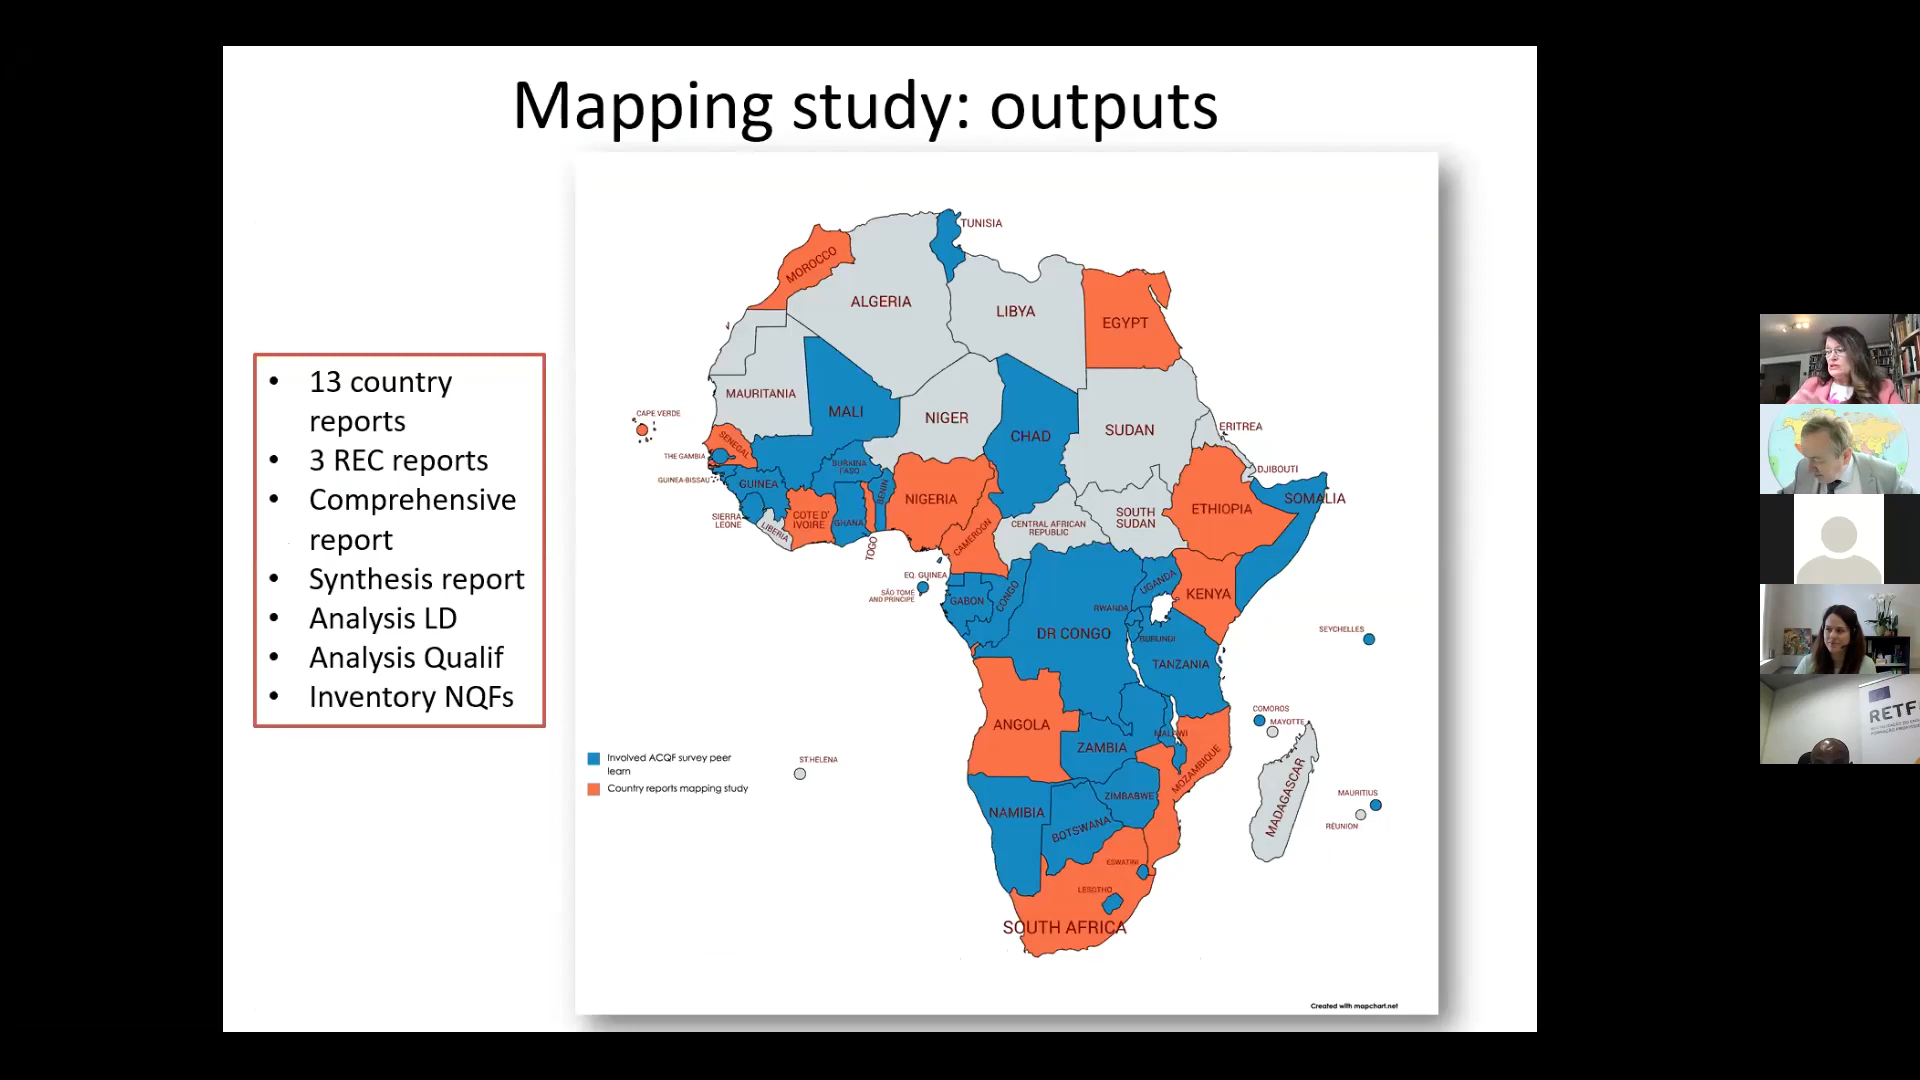 Mapping study: outputs
• 13 country
reports
• 3 REC reports
• Comprehensive
report
• Synthesis report
• Analysis LD
• Analysis Qualif
• Inventory NQFs
TUNISIA
MOROCCO
ALGERIA
LIBYA
EGYPT
MAURITANIA
CAPE VERDE
MALI
NIGER
CHAD
SUDAN
ERITREA
SENEGAL
THE GAMBIA
GUINEA-BISSAU
GUINEA
BURKINA
FASO
BENIN
NIGERIA
DJIBOUTI
SOMALIA
ETHIOPIA
SIERRA
LEONE
LIBERIA
COTE D'
IVOIRE
GHANA
TOGO
CAMEROON
CENTRAL AFRICAN
REPUBLIC
SOUTH
SUDAN
EQ. GUINEA
SÃO TOME
AND PRINCIPE
GABON
CONGO
UGANDA
KENYA
RWANDA
BURUNDI
DR CONGO
TANZANIA
SEYCHELLES
ANGOLA
ZAMBIA
MALAWI
MOZAMBIQUE
COMOROS
MAYOTTE
MADAGASCAR
ST.HELENA
NAMIBIA
ZIMBABWE
BOTSWANA
MAURITIUS
REUNION
ESWATINI
LESOTHO
SOUTH AFRICA
Involved ACQF survey peer
learn
Country reports mapping study
Created with mapchart.net
RETF